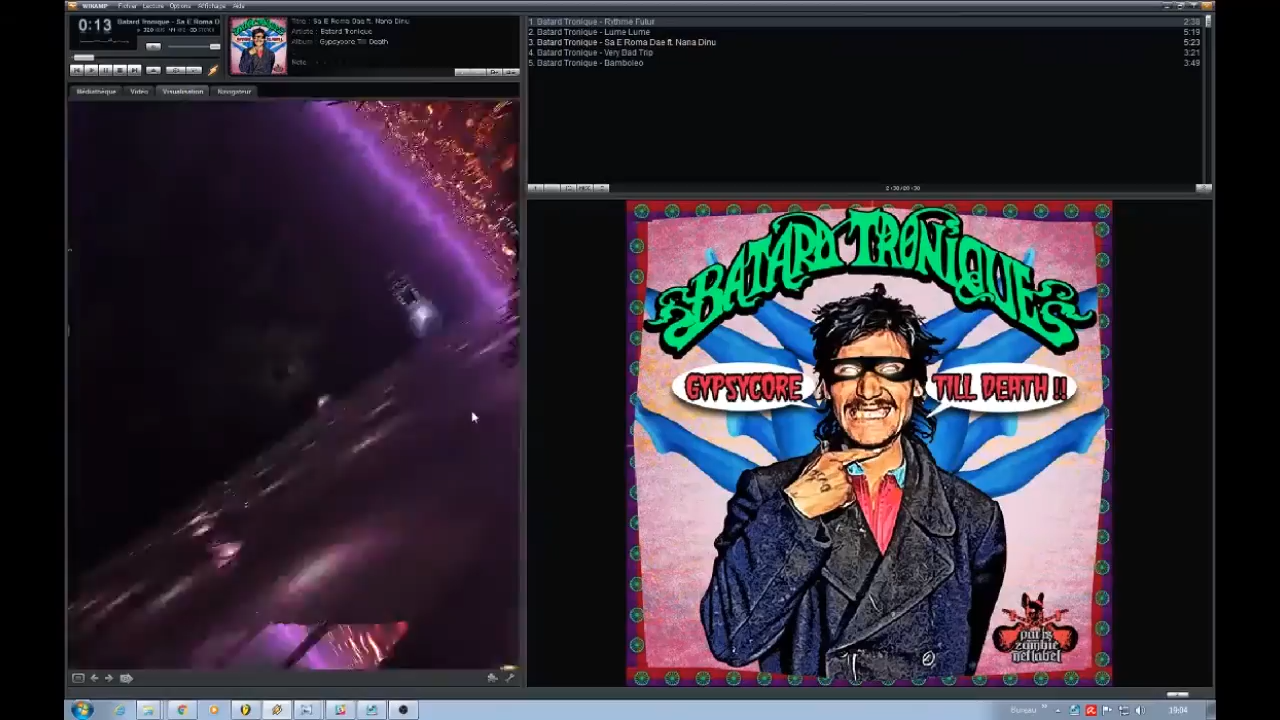 WINAMP Fichier Lecture Options Affichage Aide
0:13 Batard Tronique - Sa E Roma D
Titre : Sa E Roma Dae ft. Nana Dinu
Artiste : Batard Tronique
Album : Gypsycore Till Death
Note :
Médiathèque Vidéo Visualisation Navigateur
1. Batard Tronique - Rythme Futur 2:38
2. Batard Tronique - Lume Lume 5:19
3. Batard Tronique - Sa E Roma Dae ft. Nana Dinu 5:23
4. Batard Tronique - Very Bad Trip 3:21
5. Batard Tronique - Bamboleo 3:49
BATARD TRONIQUE
GYPSYCORE TILL DEATH !!
paris
zombie
netlabel
Bureau 19:04